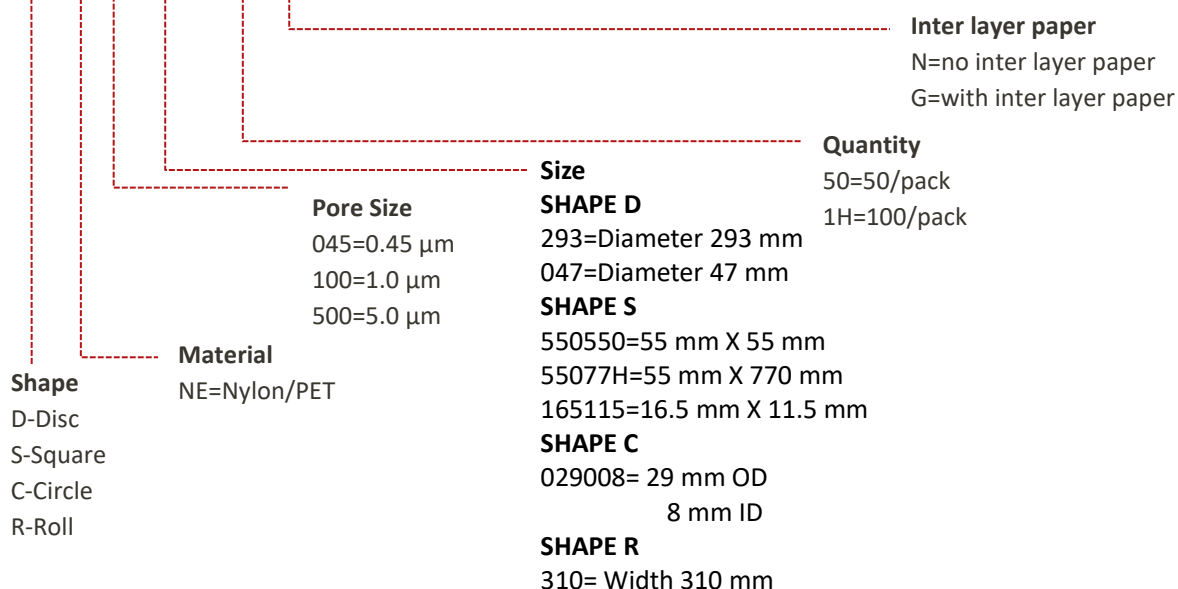 Inter layer paper
N=no inter layer paper
G=with inter layer paper
Quantity
50=50/pack
1H=100/pack
Size
SHAPE D
293=Diameter 293 mm
047=Diameter 47 mm
SHAPE S
550550=55 mm X 55 mm
55077H=55 mm X 770 mm
165115=16.5 mm X 11.5 mm
SHAPE C
029008= 29 mm OD
8 mm ID
SHAPE R
310= Width 310 mm
Pore Size
045=0.45 μm
100=1.0 μm
500=5.0 μm
Material
NE=Nylon/PET
Shape
D-Disc
S-Square
C-Circle
R-Roll